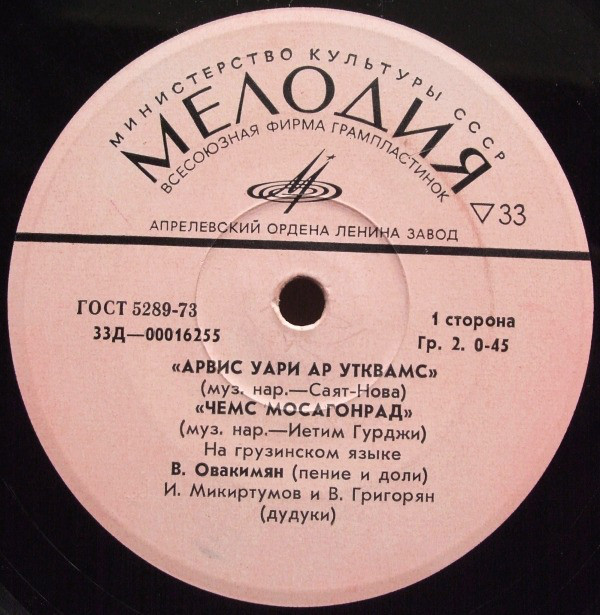 МИНИСТЕРСТВО КУЛЬТУРЫ СССР
МЕЛОДИЯ
ВСЕСОЮЗНАЯ ФИРМА ГРАМПЛАСТИНОК
▽33
АПРЕЛЕВСКИЙ ОРДЕНА ЛЕНИНА ЗАВОД
ГОСТ 5289-73
33Д—00016255
1 сторона
Гр. 2. 0-45
«АРВИС УАРИ АР УТКВАМС»
(муз. нар.—Саят-Нова)
«ЧЕМС МОСАГОНРАД»
(муз. нар.—Иетим Гурджи)
На грузинском языке
В. Овакимян (пение и доли)
И. Микиртумов и В. Григорян
(дудуки)